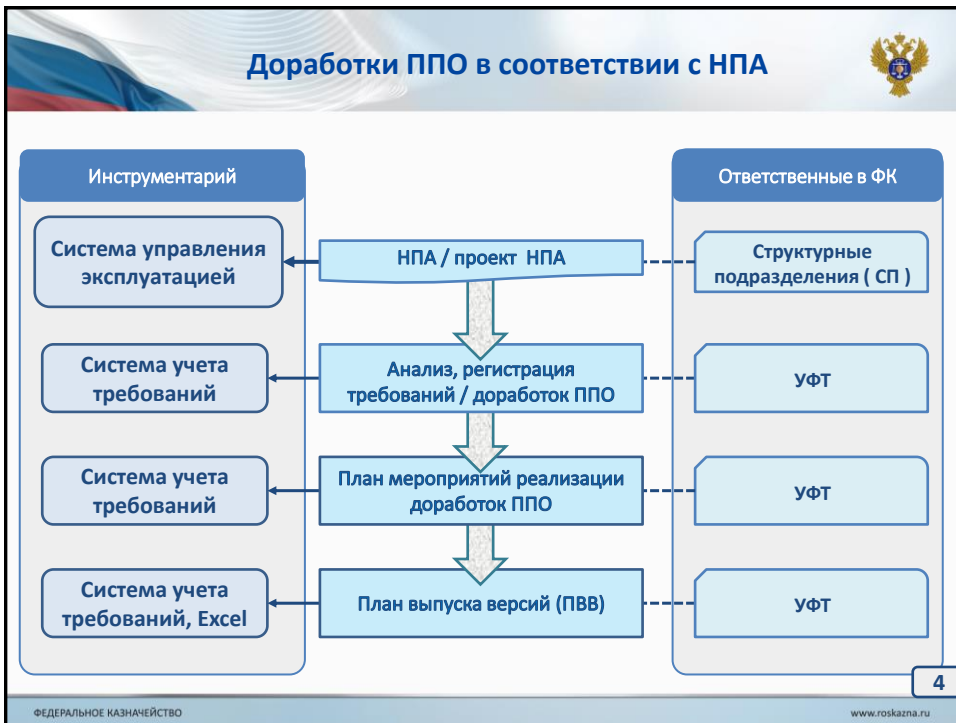 Доработки ППО в соответствии с НПА
Инструментарий
Ответственные в ФК
Система управления
эксплуатацией
НПА / проект НПА
Структурные
подразделения ( СП )
Система учета
требований
Анализ, регистрация
требований / доработок ППО
УФТ
Система учета
требований
План мероприятий реализации
доработок ППО
УФТ
Система учета
требований, Excel
План выпуска версий (ПВВ)
УФТ
4
ФЕДЕРАЛЬНОЕ КАЗНАЧЕЙСТВО
www.roskazna.ru